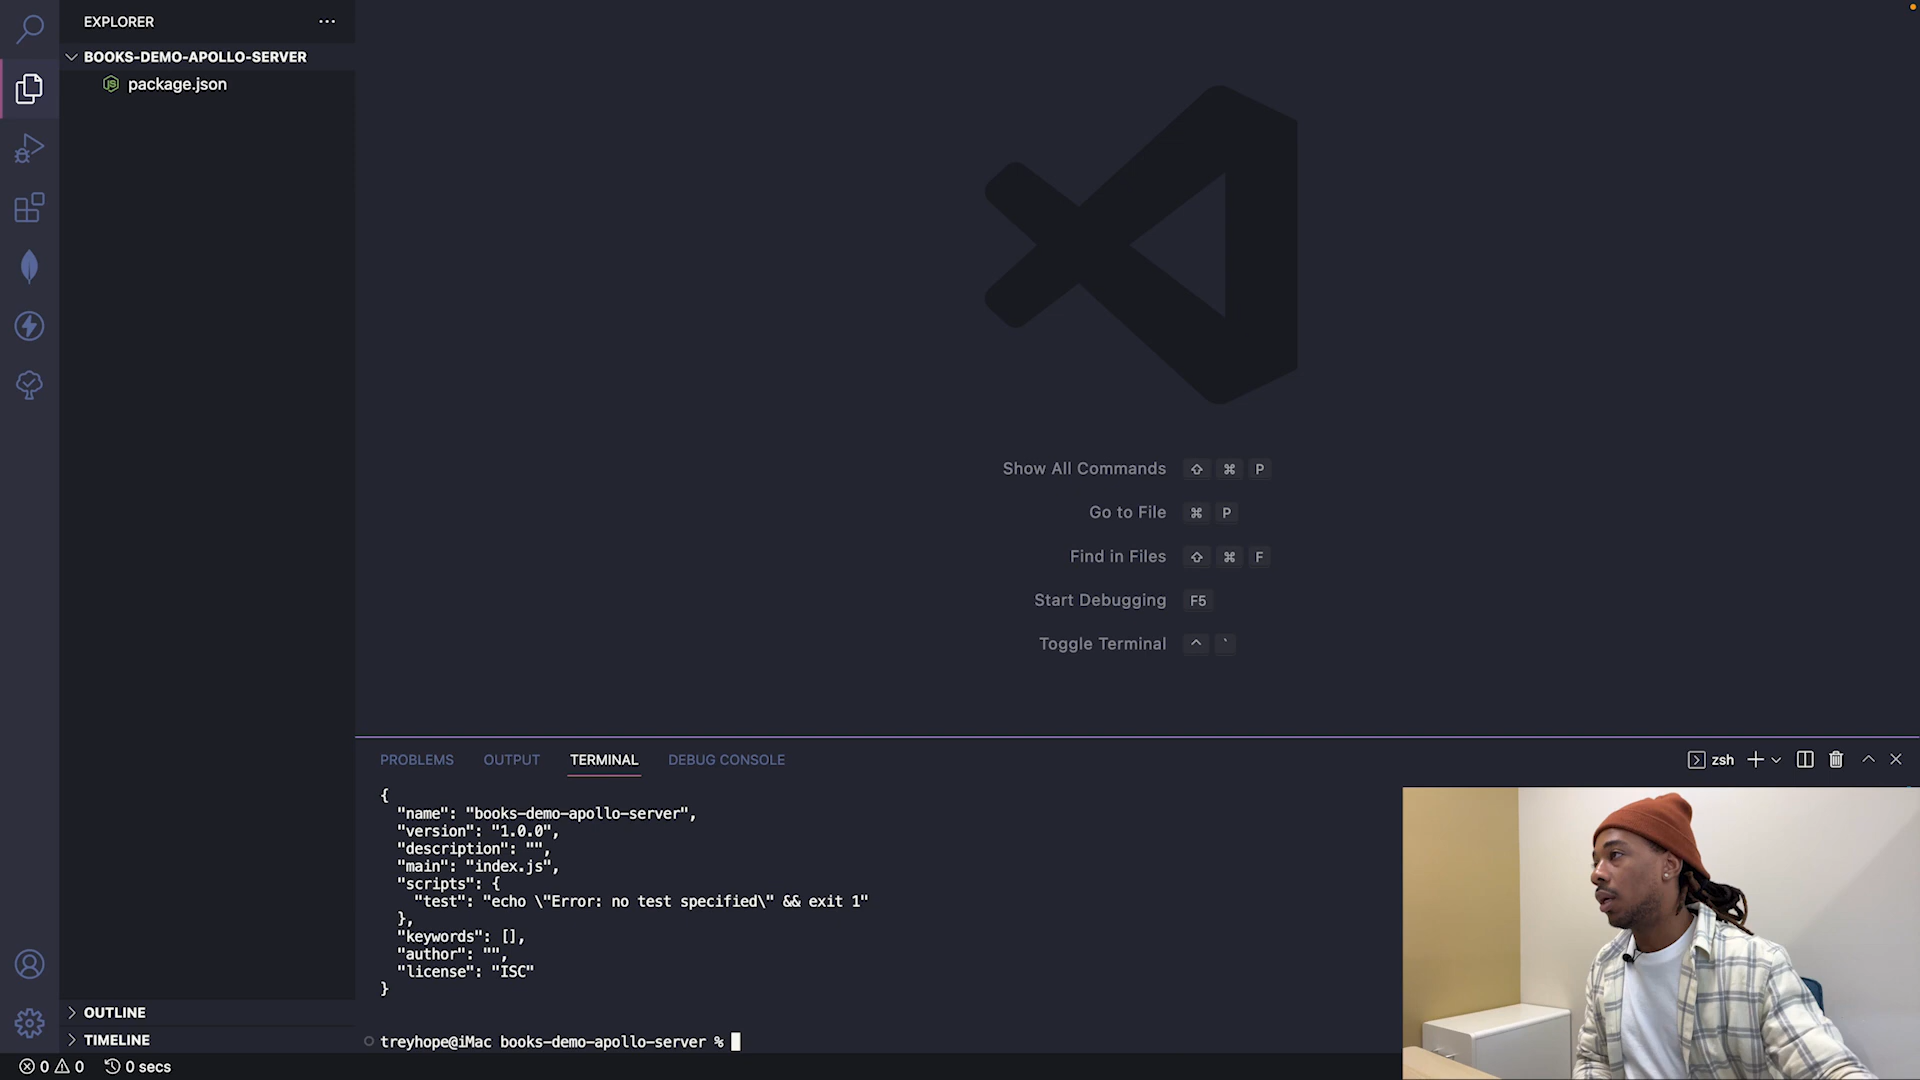 EXPLORER
BOOKS-DEMO-APOLLO-SERVER
package.json
Show All Commands ⇧ ⌘ P
Go to File ⌘ P
Find in Files ⇧ ⌘ F
Start Debugging F5
Toggle Terminal ^ `
PROBLEMS OUTPUT TERMINAL DEBUG CONSOLE zsh
{
"name": "books-demo-apollo-server",
"version": "1.0.0",
"description": "",
"main": "index.js",
"scripts": {
"test": "echo \"Error: no test specified\" && exit 1"
},
"keywords": [],
"author": "",
"license": "ISC"
}
treyhope@iMac books-demo-apollo-server %
OUTLINE
TIMELINE
0 0 0 secs